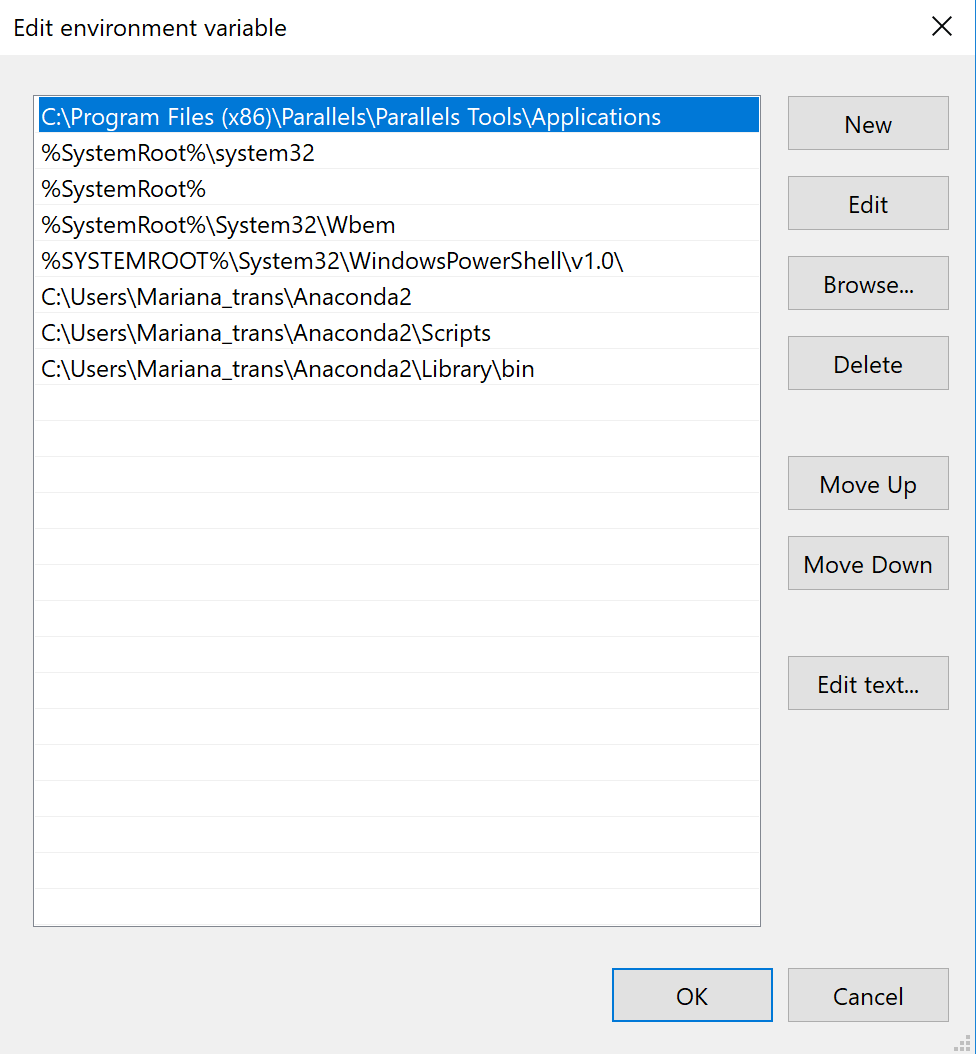 Edit environment variable
C:\Program Files (x86)\Parallels\Parallels Tools\Applications
%SystemRoot%\system32
%SystemRoot%
%SystemRoot%\System32\Wbem
%SYSTEMROOT%\System32\WindowsPowerShell\v1.0\
C:\Users\Mariana_trans\Anaconda2
C:\Users\Mariana_trans\Anaconda2\Scripts
C:\Users\Mariana_trans\Anaconda2\Library\bin
New
Edit
Browse...
Delete
Move Up
Move Down
Edit text...
OK
Cancel